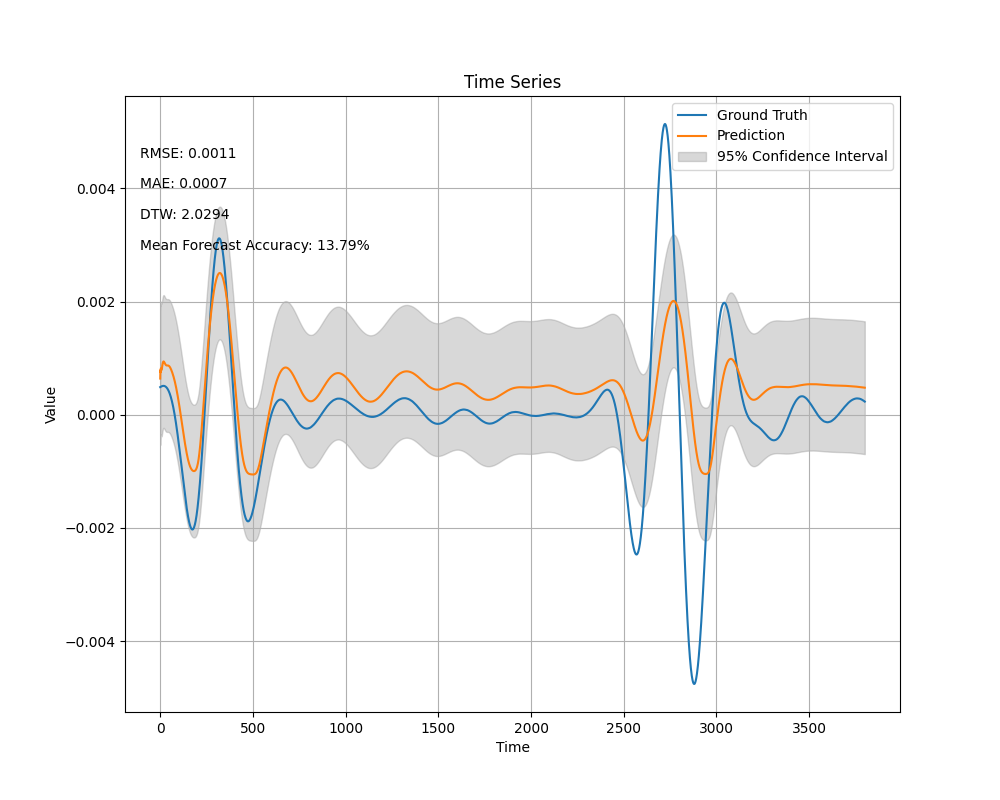 Time Series
Ground Truth
Prediction
95% Confidence Interval
RMSE: 0.0011
MAE: 0.0007
DTW: 2.0294
Mean Forecast Accuracy: 13.79%
0.004
0.002
0.000
−0.002
−0.004
Value
0 500 1000 1500 2000 2500 3000 3500
Time